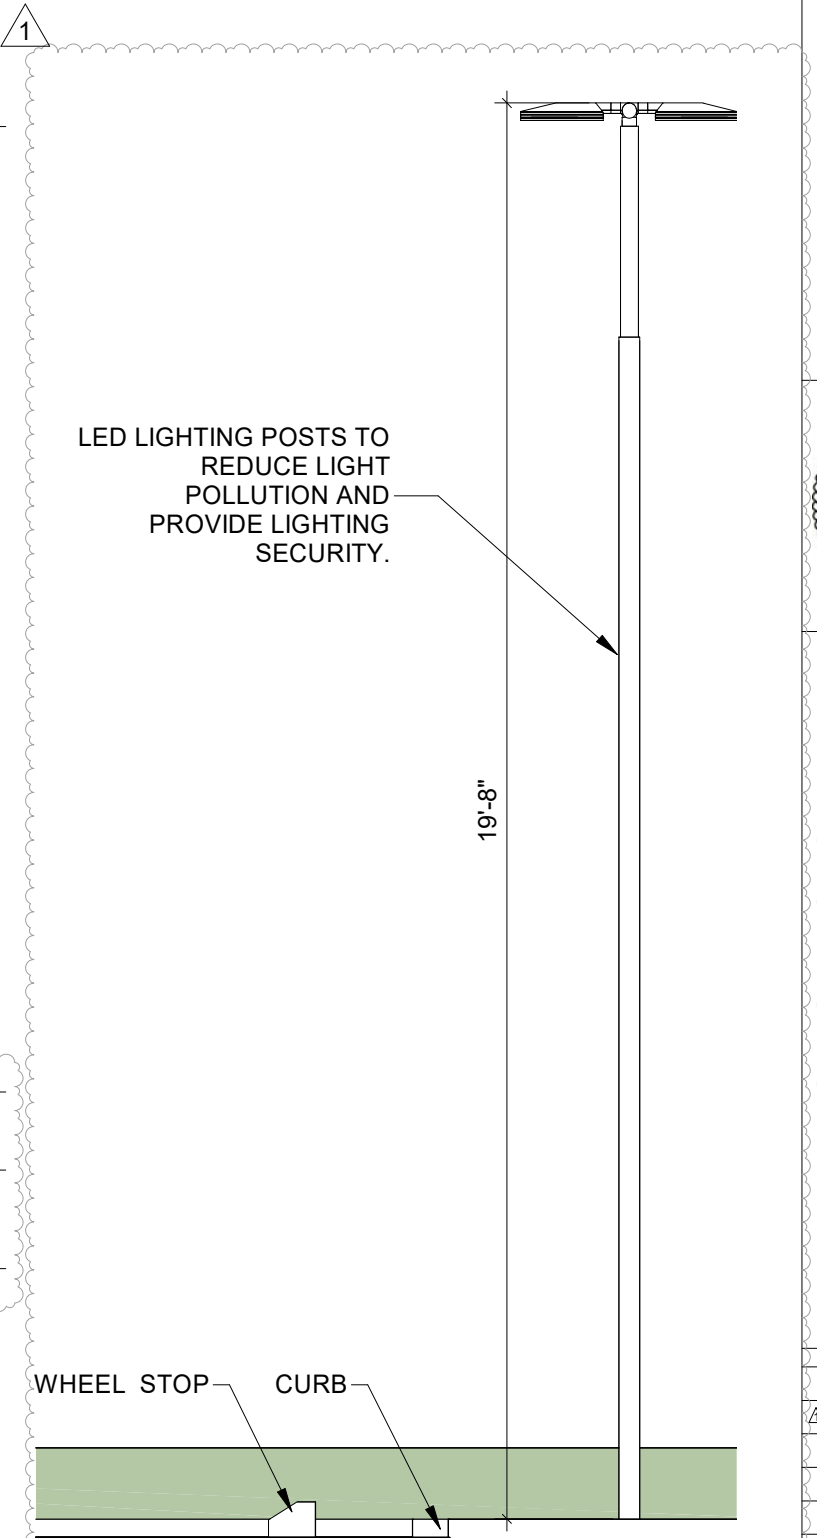 1
LED LIGHTING POSTS TO
REDUCE LIGHT
POLLUTION AND
PROVIDE LIGHTING
SECURITY.
19'-8"
WHEEL STOP
CURB